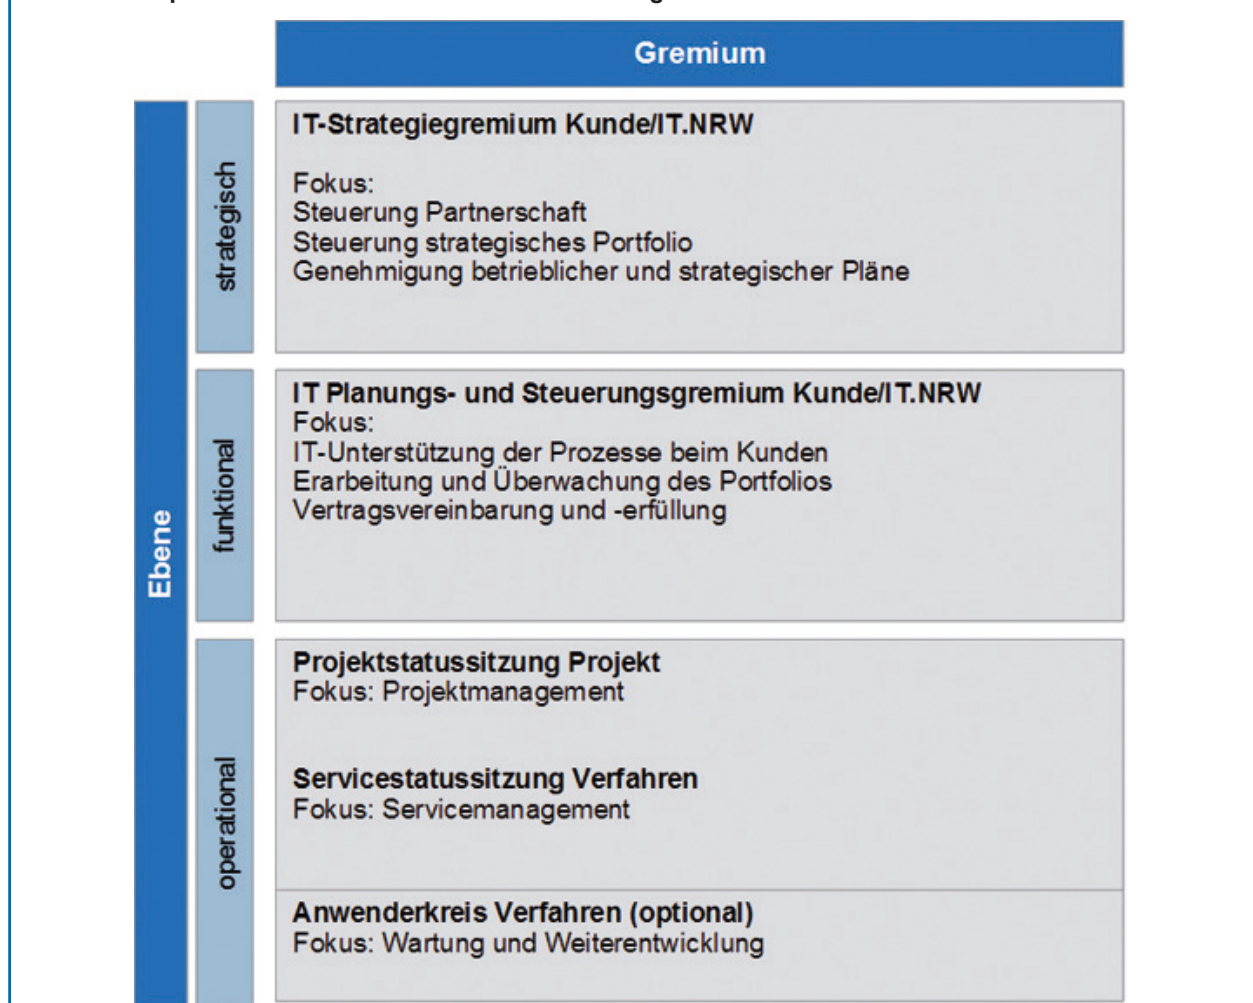 Gremium
Ebene
strategisch
IT-Strategiegremium Kunde/IT.NRW
Fokus:
Steuerung Partnerschaft
Steuerung strategisches Portfolio
Genehmigung betrieblicher und strategischer Pläne
funktional
IT Planungs- und Steuerungsgremium Kunde/IT.NRW
Fokus:
IT-Unterstützung der Prozesse beim Kunden
Erarbeitung und Überwachung des Portfolios
Vertragsvereinbarung und -erfüllung
operational
Projektstatussitzung Projekt
Fokus: Projektmanagement
Servicestatussitzung Verfahren
Fokus: Servicemanagement
Anwenderkreis Verfahren (optional)
Fokus: Wartung und Weiterentwicklung